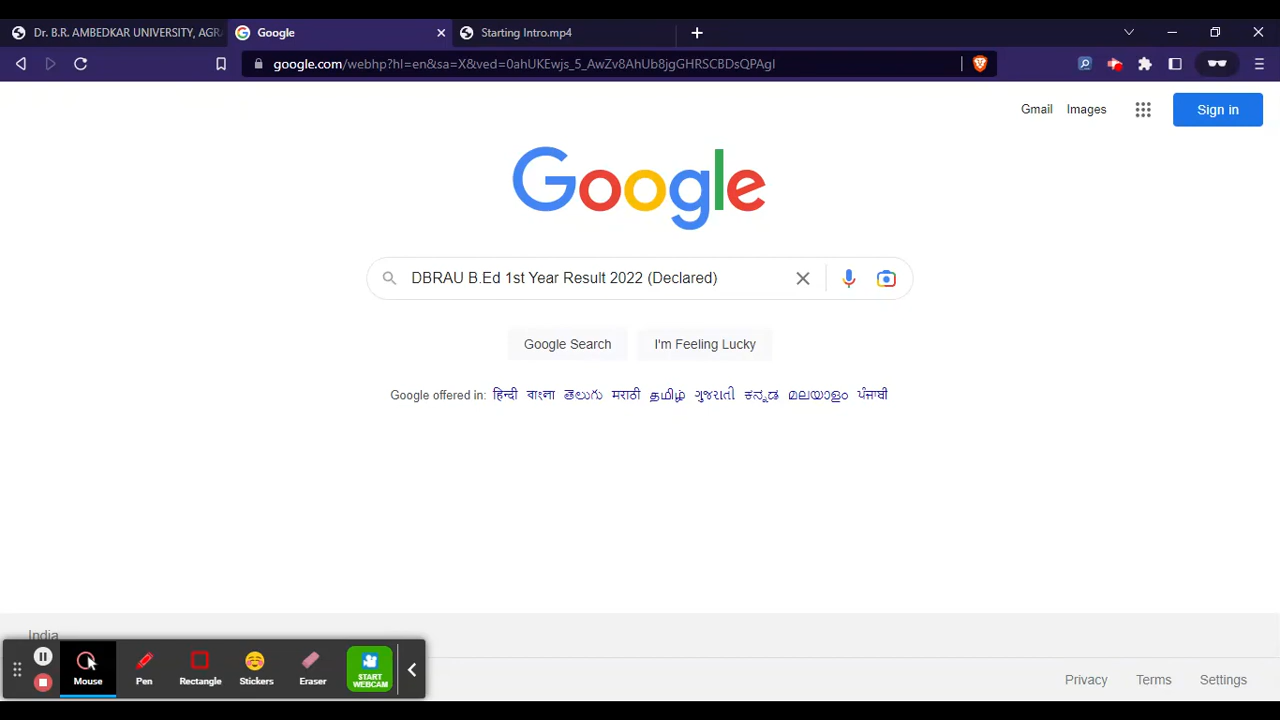 Dr. B.R. AMBEDKAR UNIVERSITY, AGRA
Google
Starting Intro.mp4
google.com/webhp?hl=en&sa=X&ved=0ahUKEwjs_5_AwZv8AhUb8jgGHRSCBDsQPAgI
Gmail Images Sign in
Google
DBRAU B.Ed 1st Year Result 2022 (Declared)
Google Search I'm Feeling Lucky
Google offered in: हिन्दी বাংলা తెలుగు मराठी தமிழ் ગુજરાતી ಕನ್ನಡ മലയാളം ਪੰਜਾਬੀ
India
Mouse Pen Rectangle Stickers Eraser START WEBCAM
Privacy Terms Settings